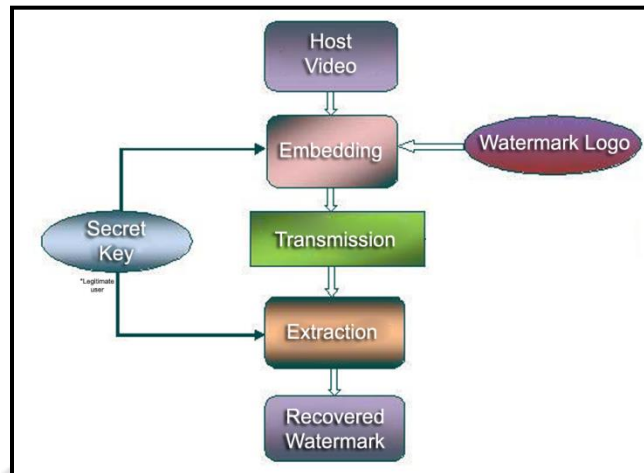 Host
Video
Embedding
Watermark Logo
Transmission
Secret
Key
*Legitimate
user
Extraction
Recovered
Watermark